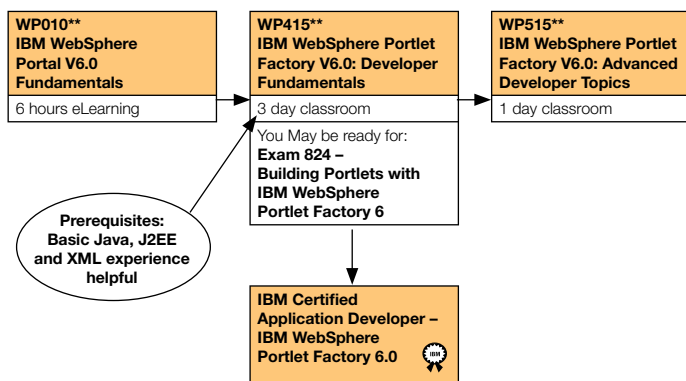 WP010**
IBM WebSphere
Portal V6.0
Fundamentals
6 hours eLearning
WP415**
IBM WebSphere Portlet
Factory V6.0: Developer
Fundamentals
3 day classroom
You May be ready for:
Exam 824 –
Building Portlets with
IBM WebSphere
Portlet Factory 6
WP515**
IBM WebSphere Portlet
Factory V6.0: Advanced
Developer Topics
1 day classroom
Prerequisites:
Basic Java, J2EE
and XML experience
helpful
IBM Certified
Application Developer –
IBM WebSphere
Portlet Factory 6.0
IBM